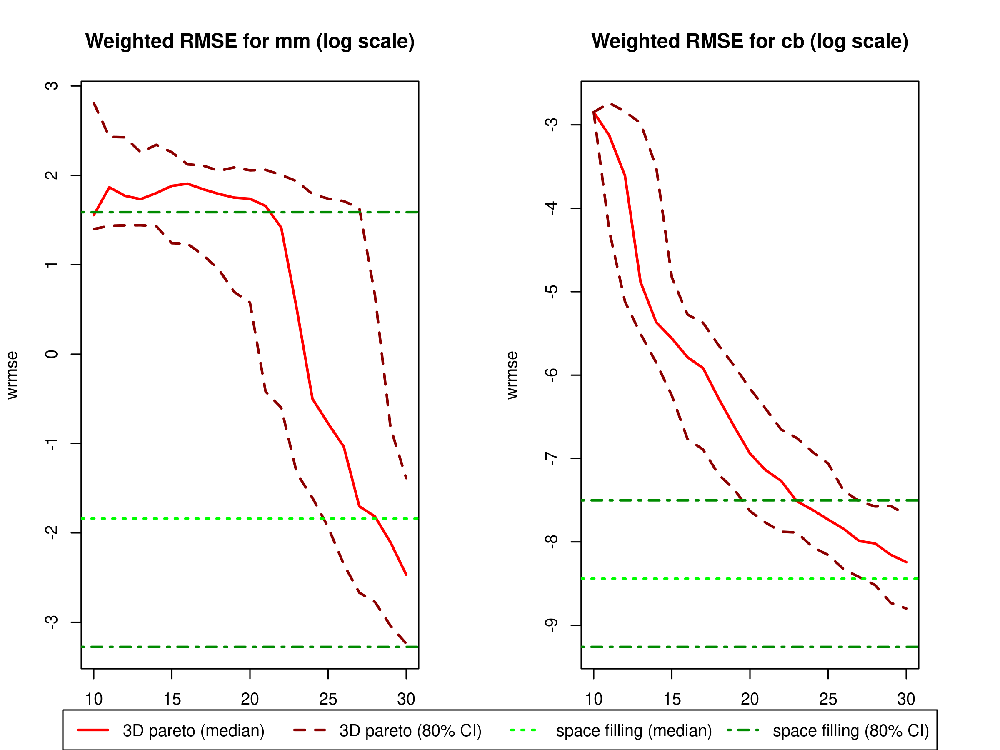 Weighted RMSE for mm (log scale)
wrmse
3
2
1
0
-1
-2
-3
10 15 20 25 30
Weighted RMSE for cb (log scale)
wrmse
-3
-4
-5
-6
-7
-8
-9
10 15 20 25 30
3D pareto (median) 3D pareto (80% CI) space filling (median) space filling (80% CI)